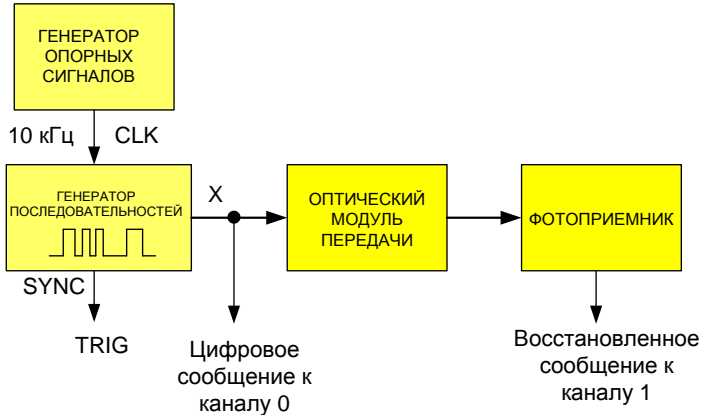 ГЕНЕРАТОР
ОПОРНЫХ
СИГНАЛОВ
10 кГц CLK
ГЕНЕРАТОР
ПОСЛЕДОВАТЕЛЬНОСТЕЙ
X
ОПТИЧЕСКИЙ
МОДУЛЬ
ПЕРЕДАЧИ
ФОТОПРИЕМНИК
SYNC
TRIG
Цифровое
сообщение к
каналу 0
Восстановленное
сообщение к
каналу 1